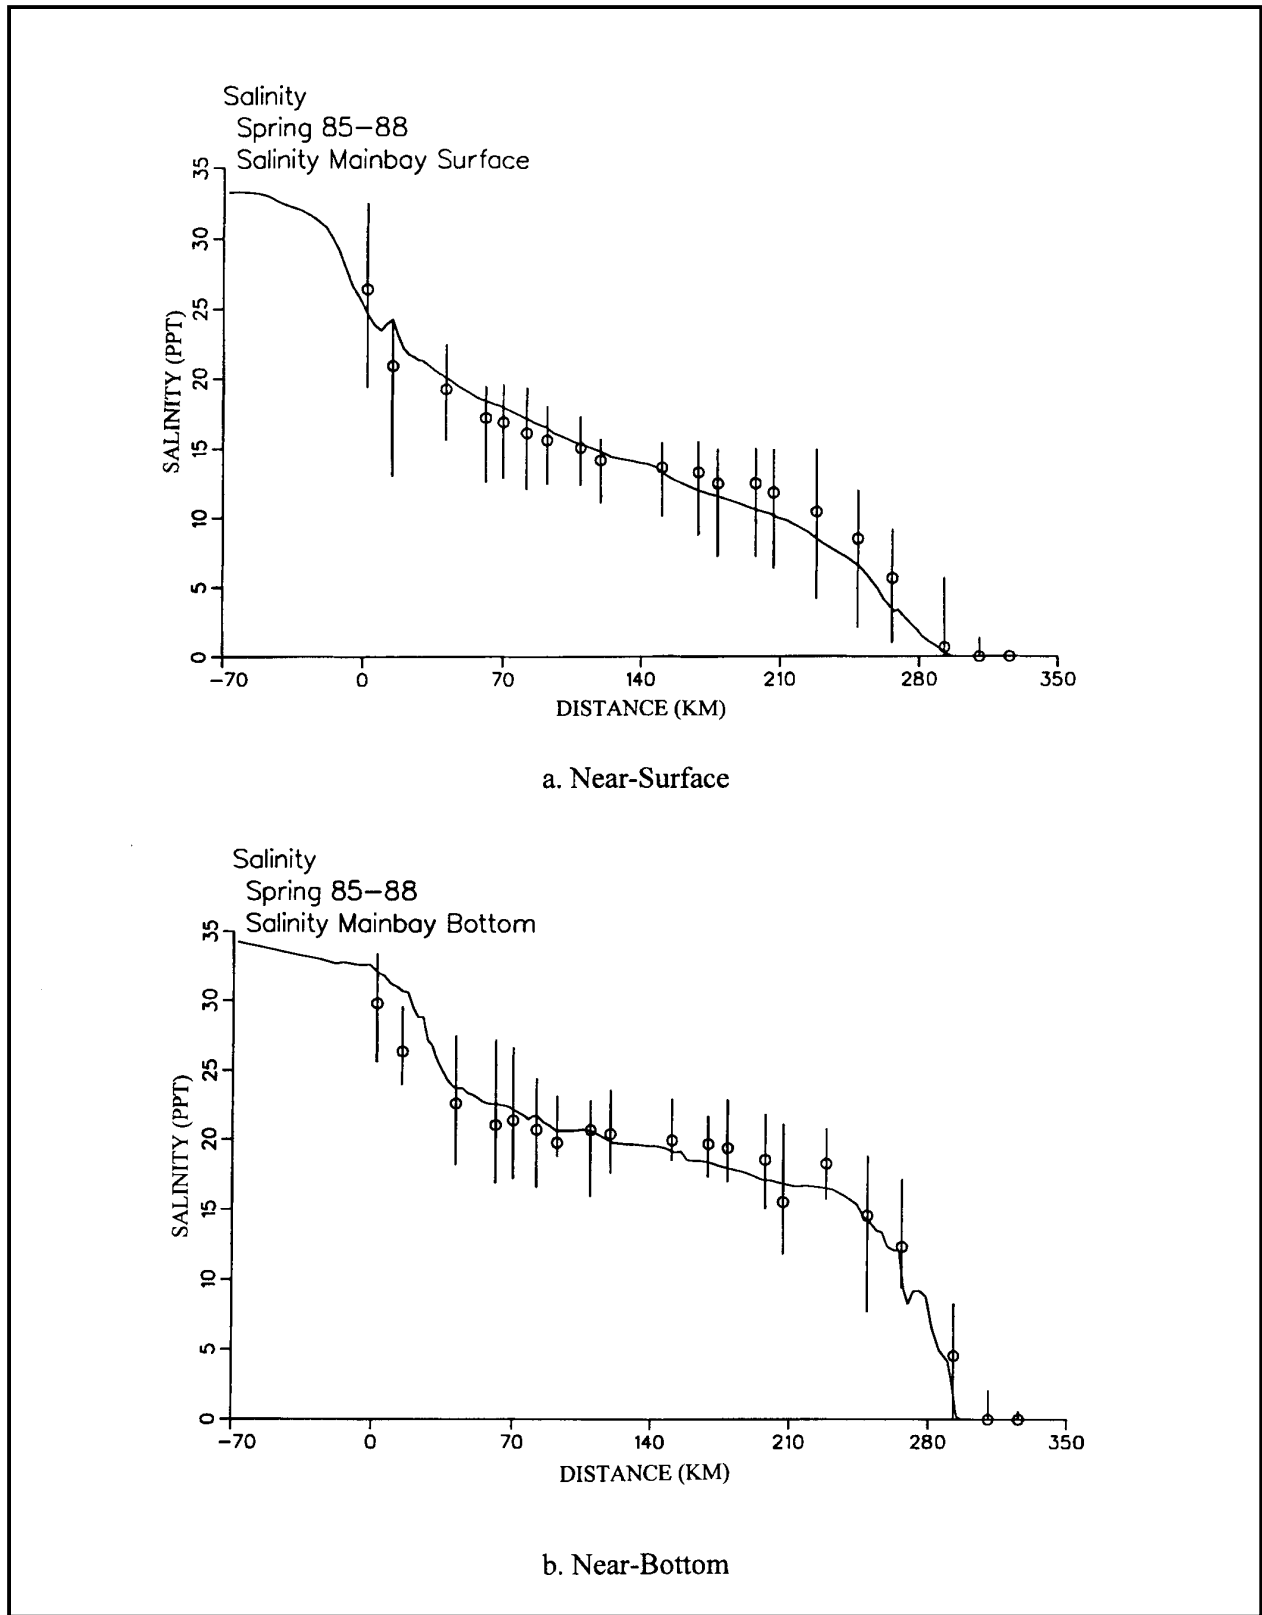 Salinity
Spring 85-88
Salinity Mainbay Surface
35
30
25
20
15
10
5
0
SALINITY (PPT)
-70 0 70 140 210 280 350
DISTANCE (KM)
a. Near-Surface
Salinity
Spring 85-88
Salinity Mainbay Bottom
35
30
25
20
15
10
5
0
SALINITY (PPT)
-70 0 70 140 210 280 350
DISTANCE (KM)
b. Near-Bottom